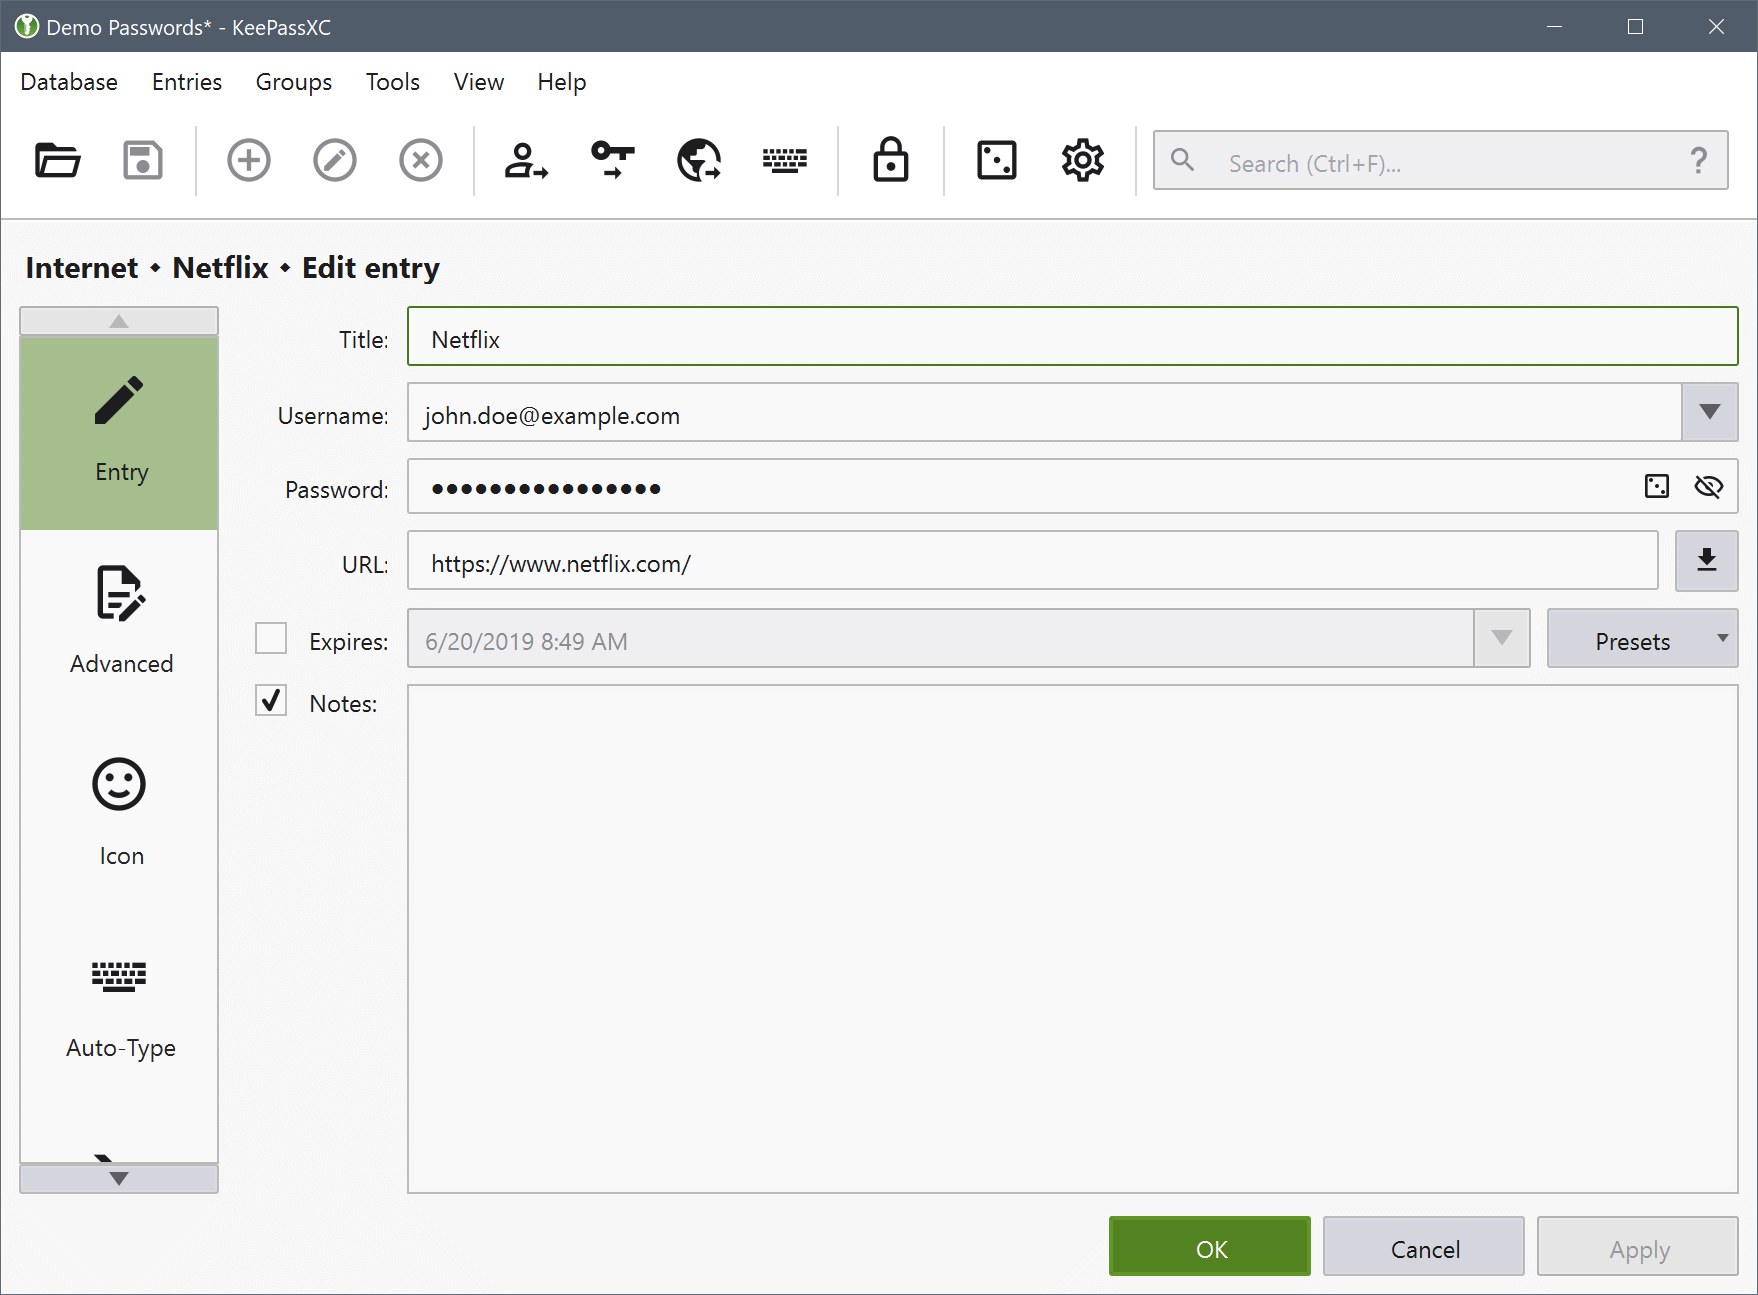 Demo Passwords* - KeePassXC
Database Entries Groups Tools View Help
Search (Ctrl+F)... ?
Internet • Netflix • Edit entry
Title: Netflix
Username: john.doe@example.com
Entry
Password: ●●●●●●●●●●●●●●●●
URL: https://www.netflix.com/
Expires: 6/20/2019 8:49 AM Presets
Advanced
Notes:
Icon
Auto-Type
OK Cancel Apply